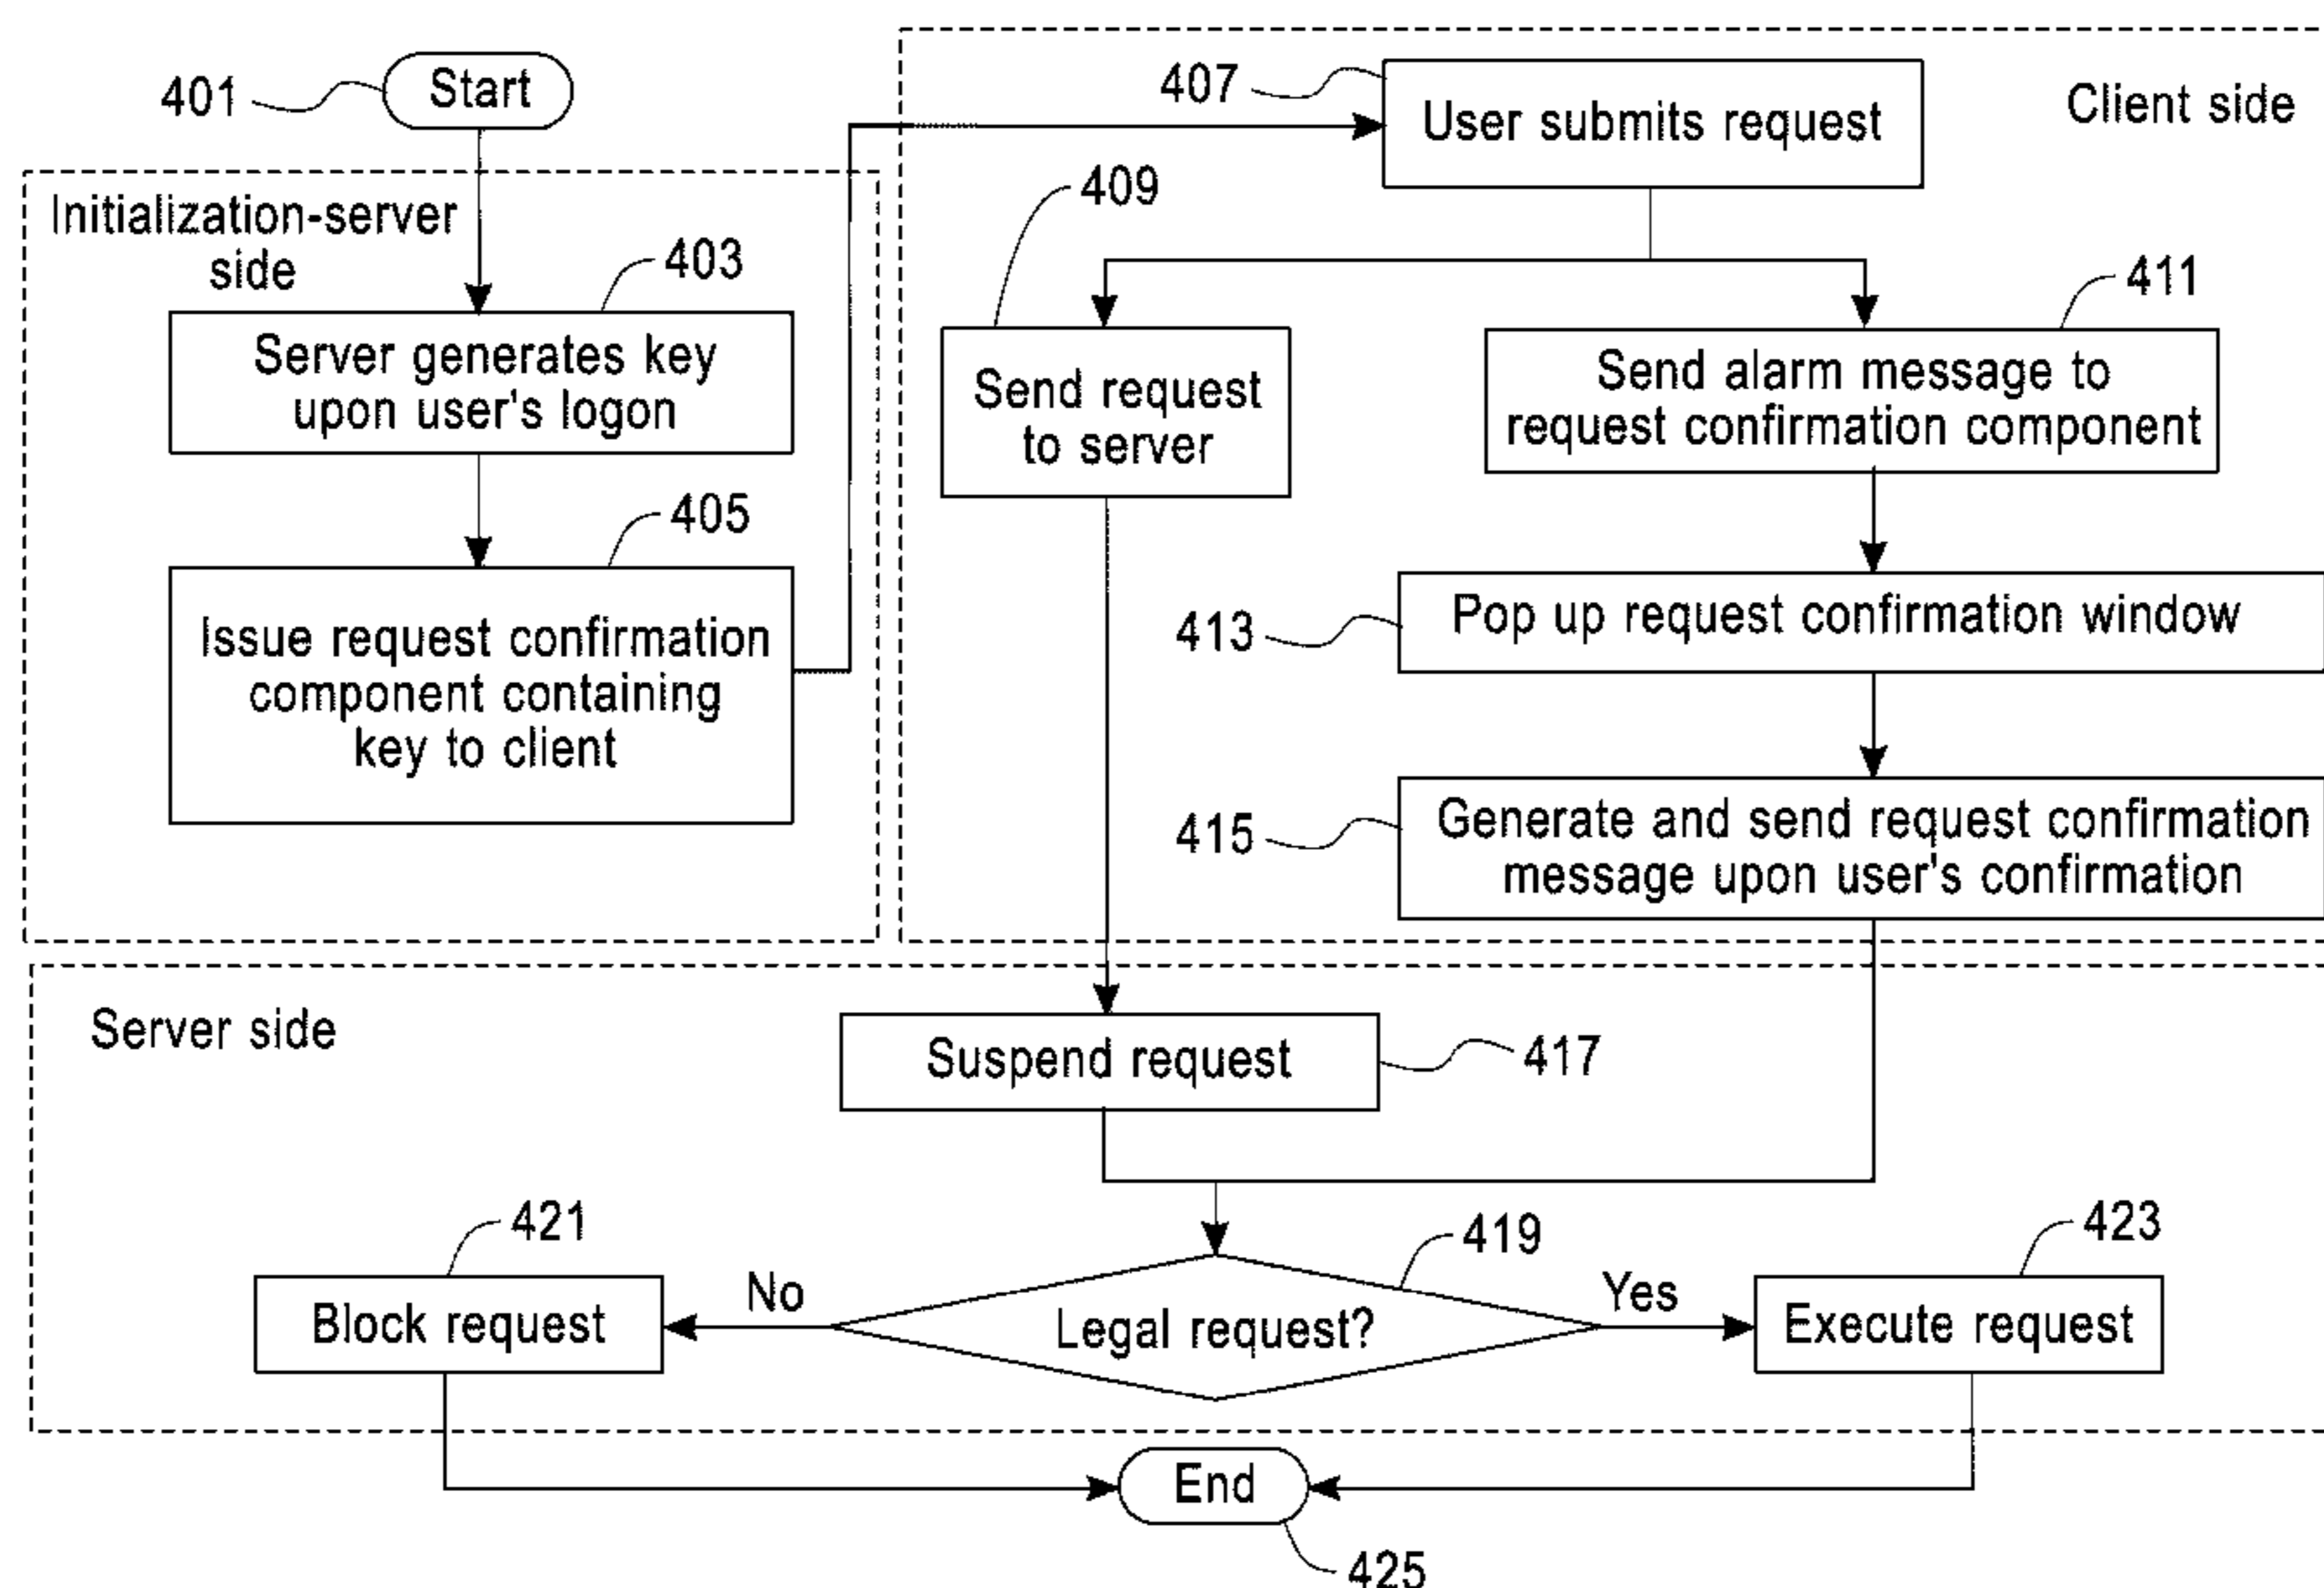 401
Start
Initialization-server
side
403
Server generates key
upon user's logon
405
Issue request confirmation
component containing
key to client
Client side
407
User submits request
409
Send request
to server
411
Send alarm message to
request confirmation component
413
Pop up request confirmation window
415
Generate and send request confirmation
message upon user's confirmation
Server side
Suspend request
417
419
Legal request?
No
421
Block request
Yes
423
Execute request
End
425